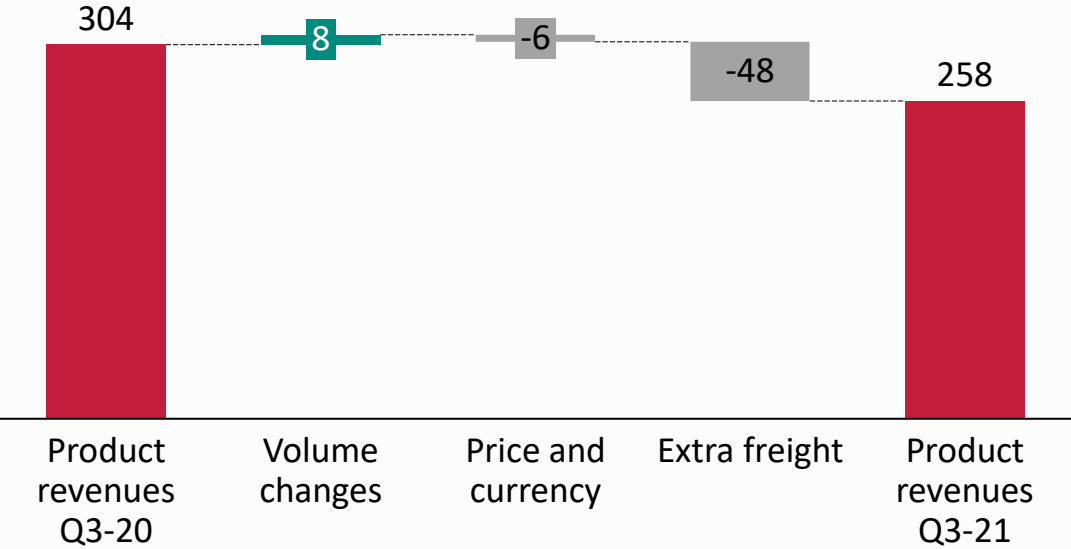 304
8
-6
-48
258
Product
revenues
Q3-20
Volume
changes
Price and
currency
Extra freight
Product
revenues
Q3-21